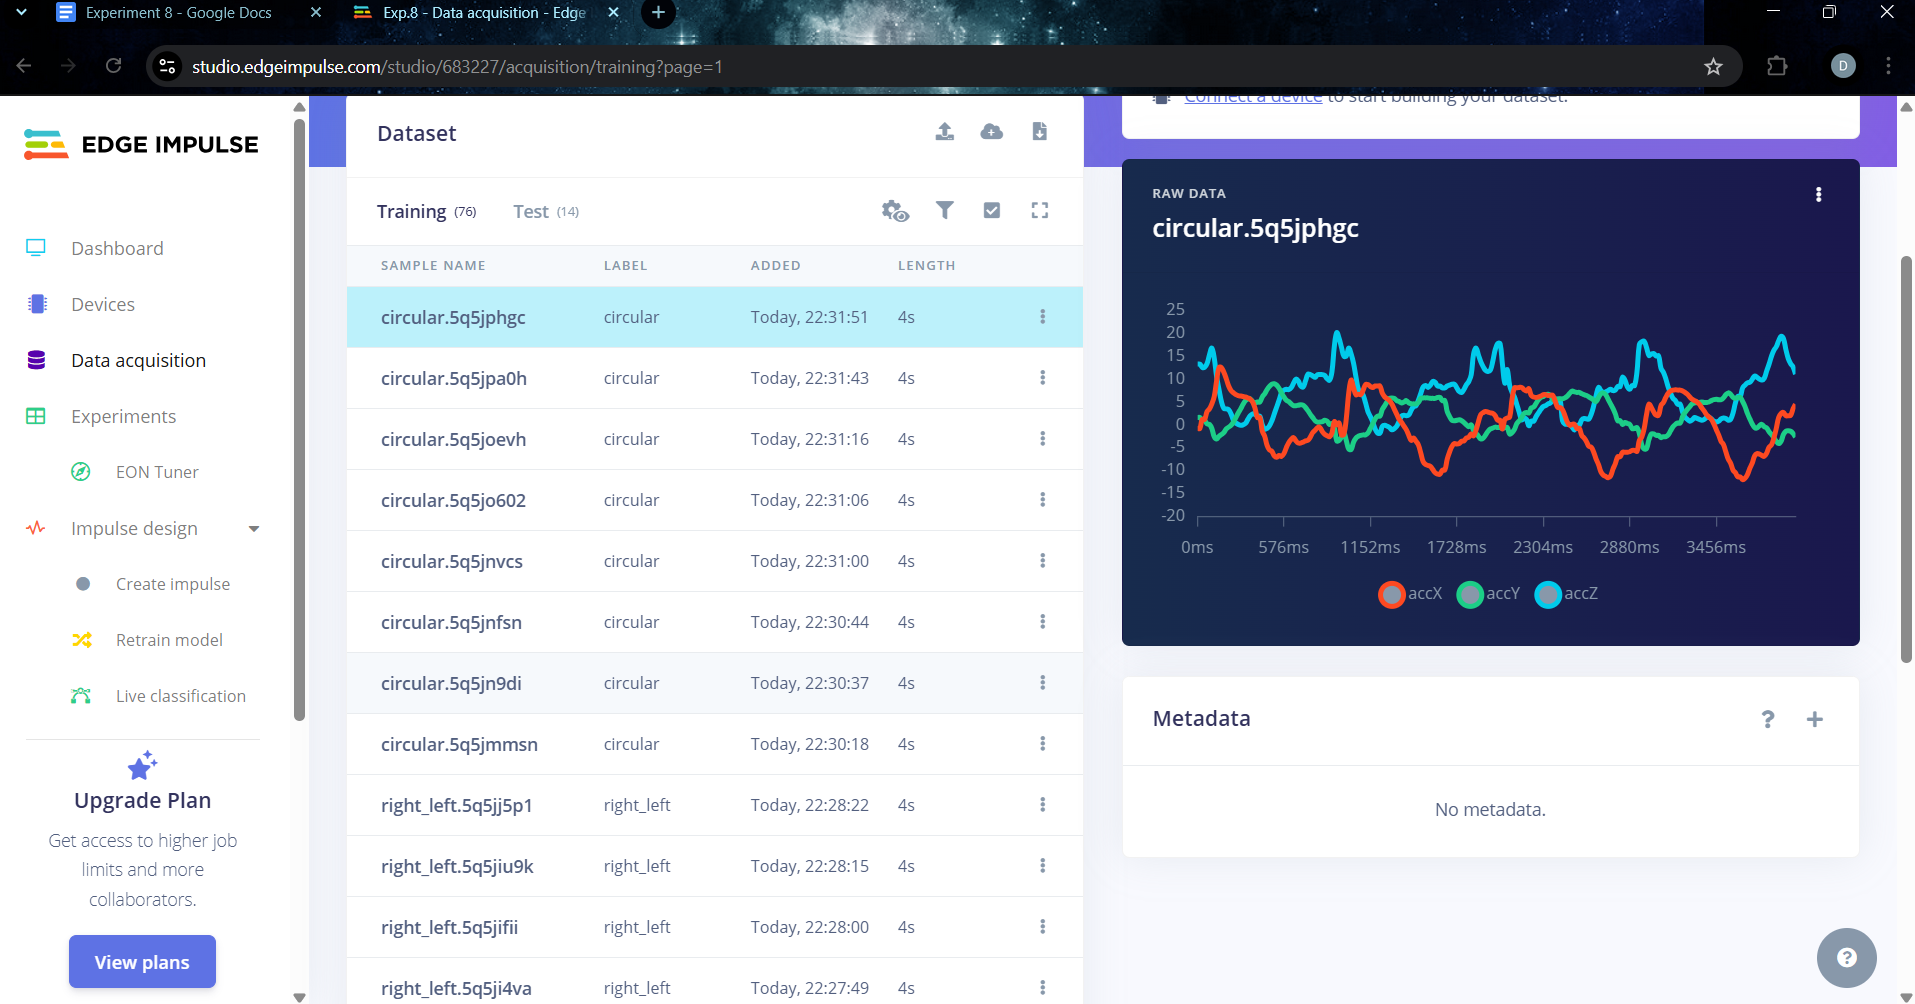 Experiment 8 - Google Docs
Exp.8 - Data acquisition - Edge
studio.edgeimpulse.com/studio/683227/acquisition/training?page=1
D
EDGE IMPULSE
Dashboard
Devices
Data acquisition
Experiments
EON Tuner
Impulse design
Create impulse
Retrain model
Live classification
Upgrade Plan
Get access to higher job
limits and more
collaborators.
View plans
Dataset
Training (76) Test (14)
SAMPLE NAME LABEL ADDED LENGTH
circular.5q5jphgc circular Today, 22:31:51 4s
circular.5q5jpa0h circular Today, 22:31:43 4s
circular.5q5joevh circular Today, 22:31:16 4s
circular.5q5jo602 circular Today, 22:31:06 4s
circular.5q5jnvcs circular Today, 22:31:00 4s
circular.5q5jnfsn circular Today, 22:30:44 4s
circular.5q5jn9di circular Today, 22:30:37 4s
circular.5q5jmmsn circular Today, 22:30:18 4s
right_left.5q5jj5p1 right_left Today, 22:28:22 4s
right_left.5q5jiu9k right_left Today, 22:28:15 4s
right_left.5q5jifii right_left Today, 22:28:00 4s
right_left.5q5ji4va right_left Today, 22:27:49 4s
Connect a device to start building your dataset.
RAW DATA
circular.5q5jphgc
25
20
15
10
5
0
-5
-10
-15
-20
0ms 576ms 1152ms 1728ms 2304ms 2880ms 3456ms
accX accY accZ
Metadata
?
No metadata.
?